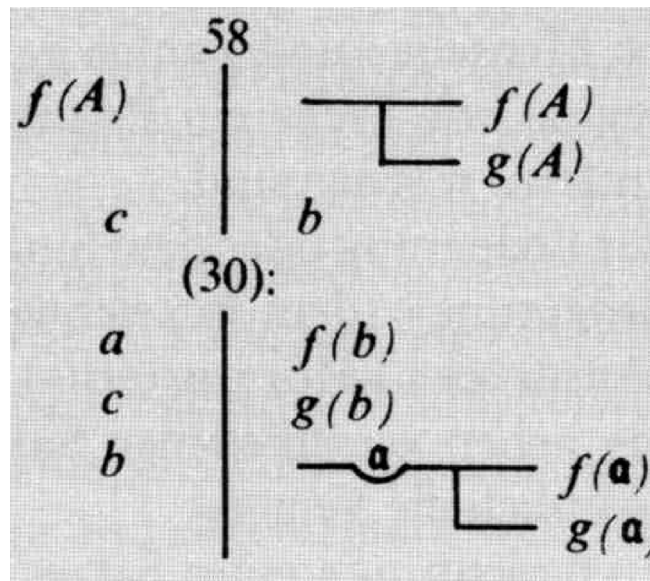 58
f(A) f(A)
g(A)
c b
(30):
a f(b)
c g(b)
b 𝔞 f(𝔞)
g(𝔞)